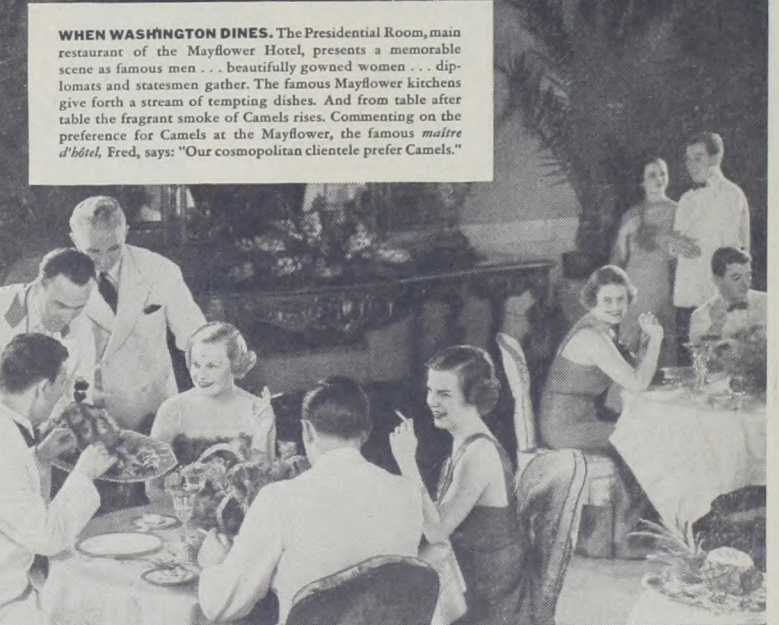 WHEN WASHINGTON DINES. The Presidential Room, main
restaurant of the Mayflower Hotel, presents a memorable
scene as famous men . . . beautifully gowned women . . . dip-
lomats and statesmen gather. The famous Mayflower kitchens
give forth a stream of tempting dishes. And from table after
table the fragrant smoke of Camels rises. Commenting on the
preference for Camels at the Mayflower, the famous maître
d'hôtel, Fred, says: "Our cosmopolitan clientele prefer Camels."